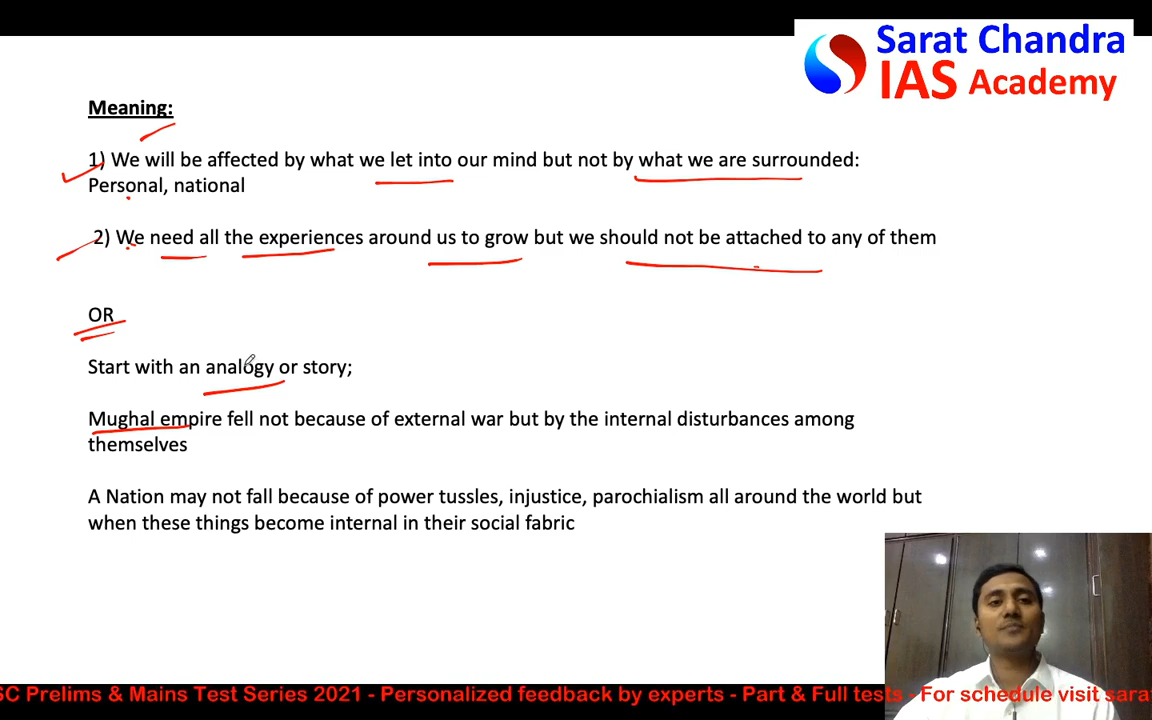 Sarat Chandra
IAS Academy
Meaning:
1) We will be affected by what we let into our mind but not by what we are surrounded:
Personal, national
2) We need all the experiences around us to grow but we should not be attached to any of them
OR
Start with an analogy or story;
Mughal empire fell not because of external war but by the internal disturbances among
themselves
A Nation may not fall because of power tussles, injustice, parochialism all around the world but
when these things become internal in their social fabric
SC Prelims & Mains Test Series 2021 - Personalized feedback by experts - Part & Full tests - For schedule visit sara